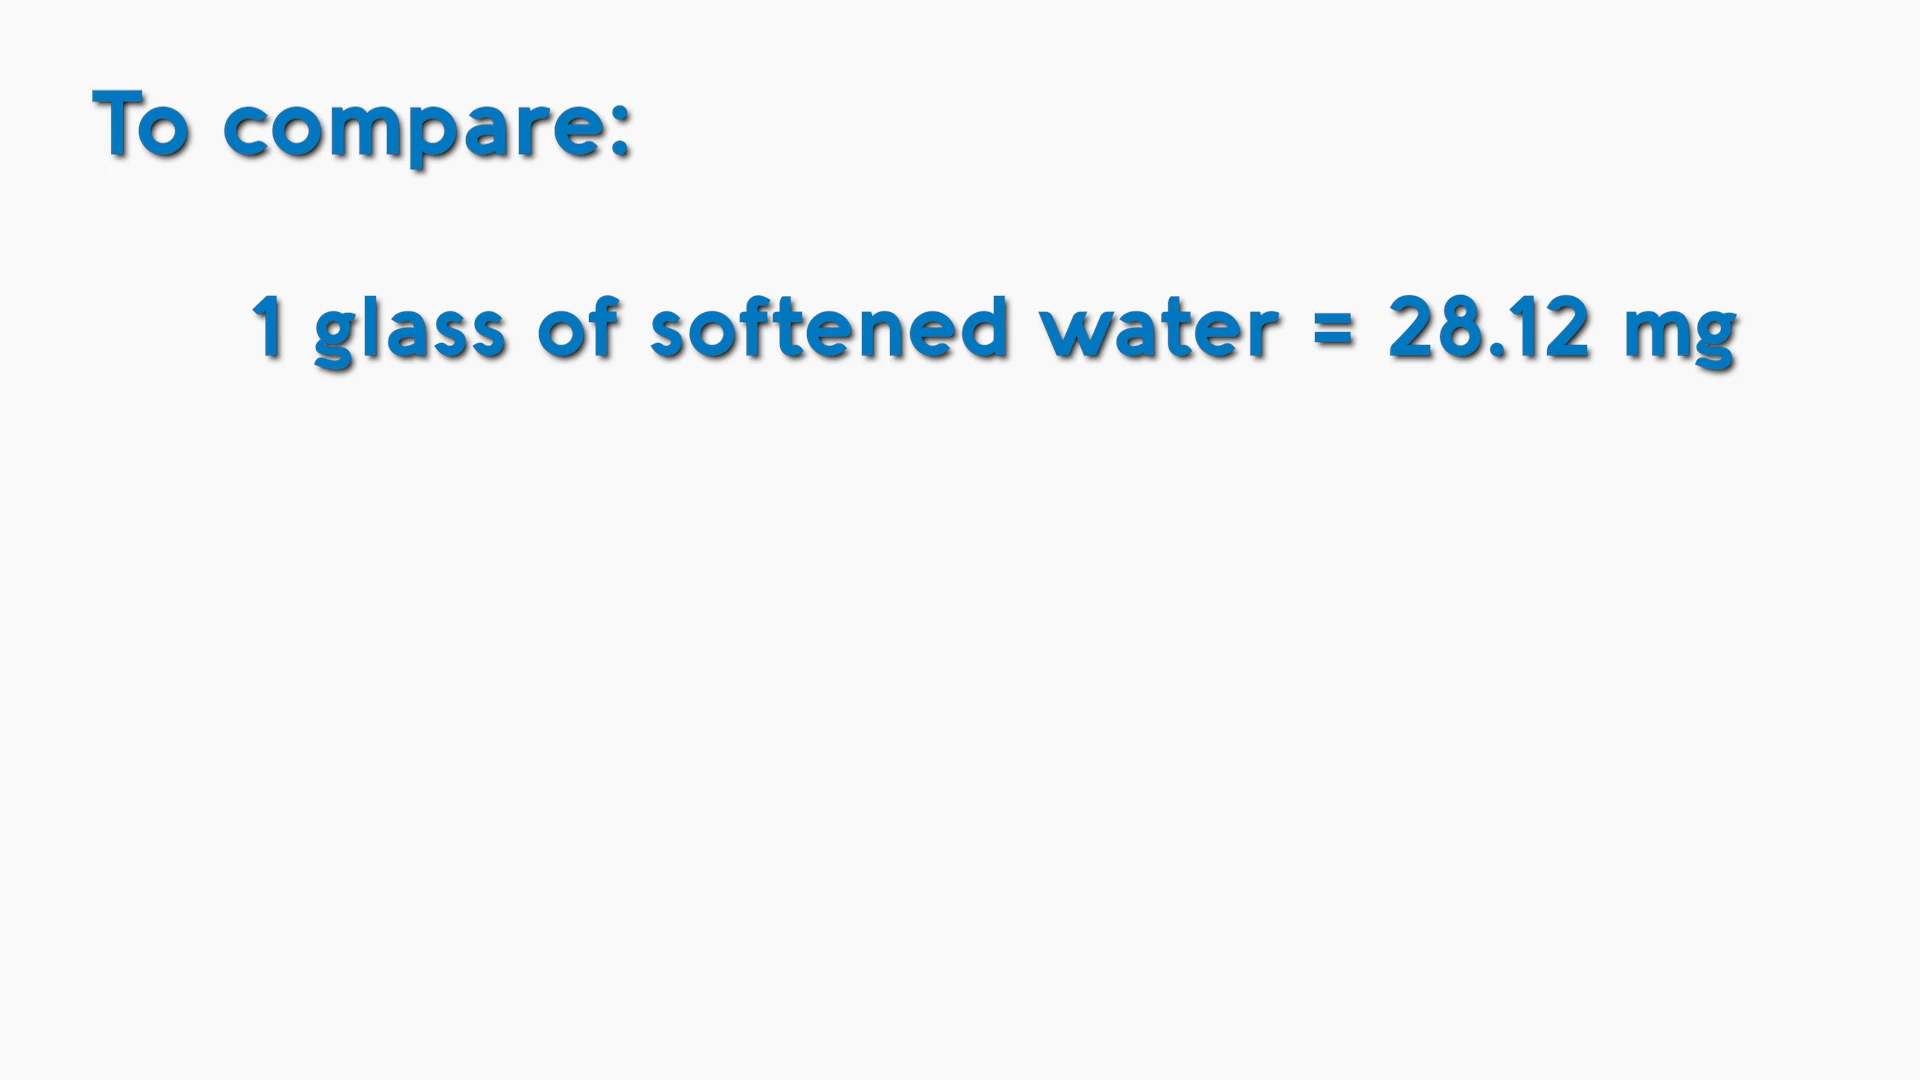 To compare:
1 glass of softened water = 28.12 mg